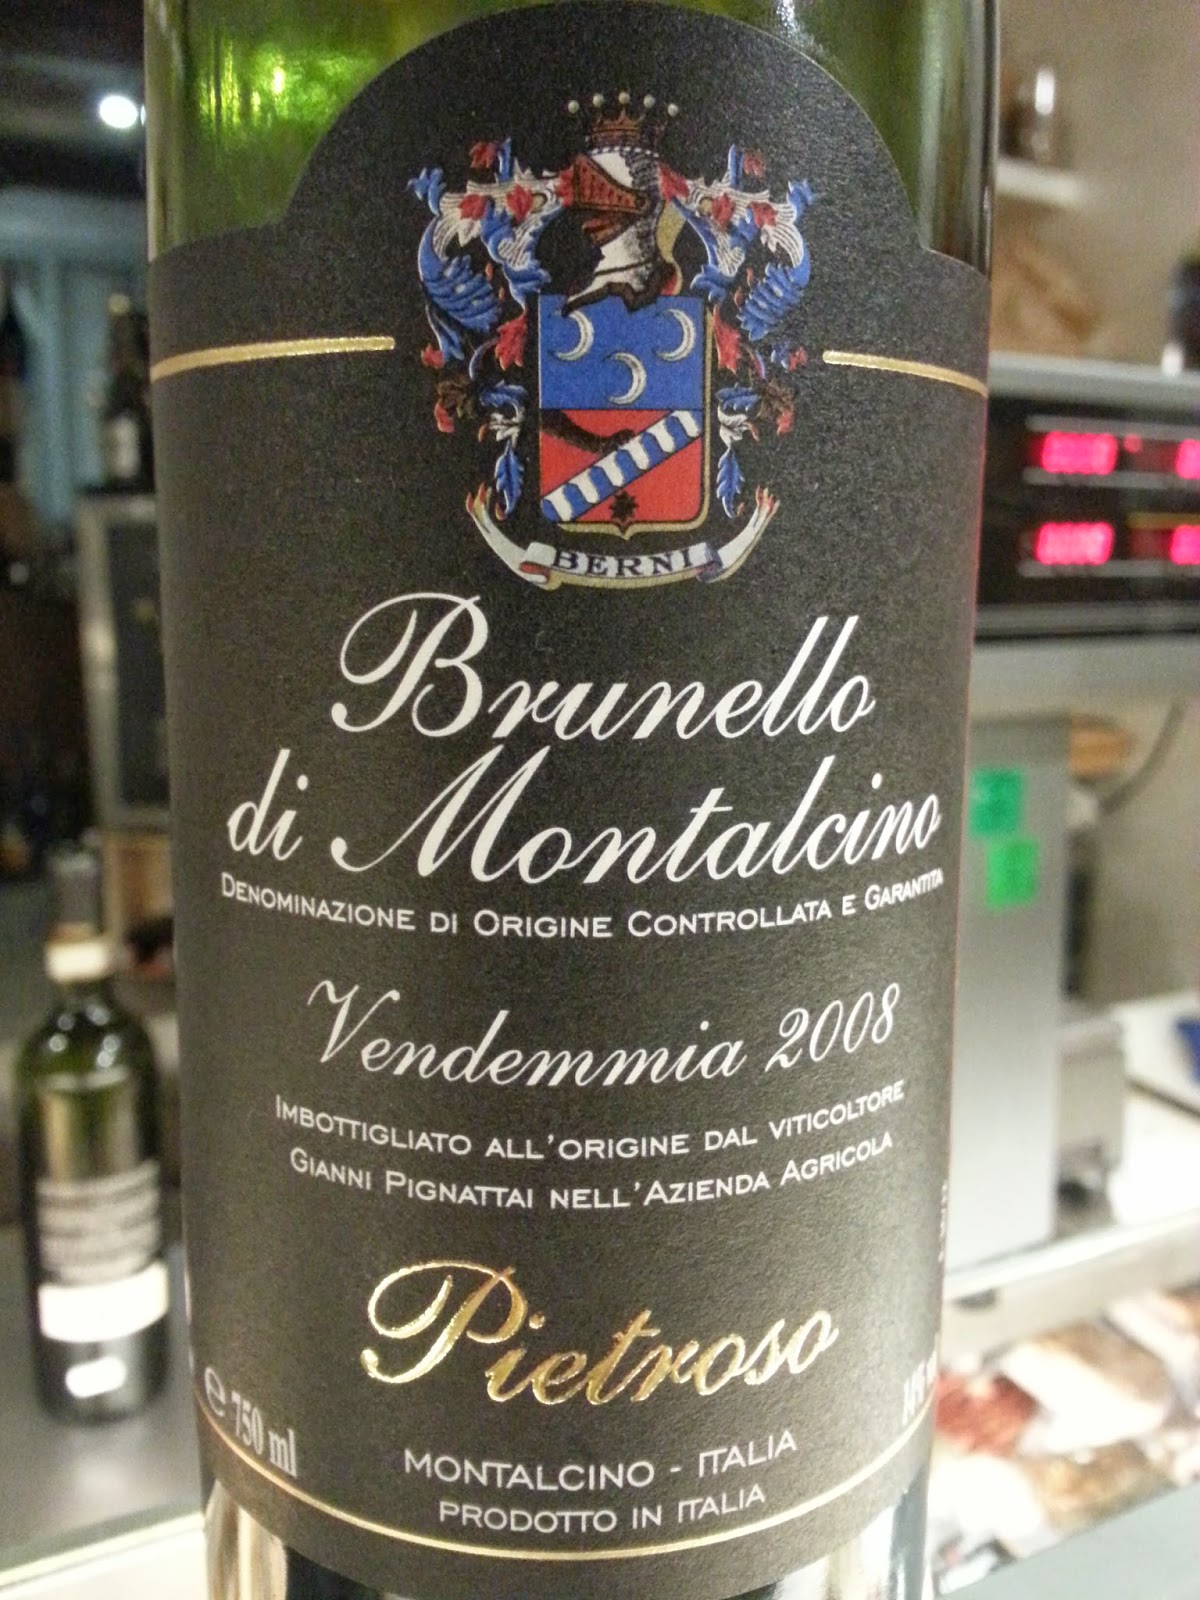 BERNI
Brunello
di Montalcino
DENOMINAZIONE DI ORIGINE CONTROLLATA E GARANTITA
Vendemmia 2008
IMBOTTIGLIATO ALL'ORIGINE DAL VITICOLTORE
GIANNI PIGNATTAI NELL'AZIENDA AGRICOLA
Pietroso
e 750 ml
MONTALCINO - ITALIA
PRODOTTO IN ITALIA